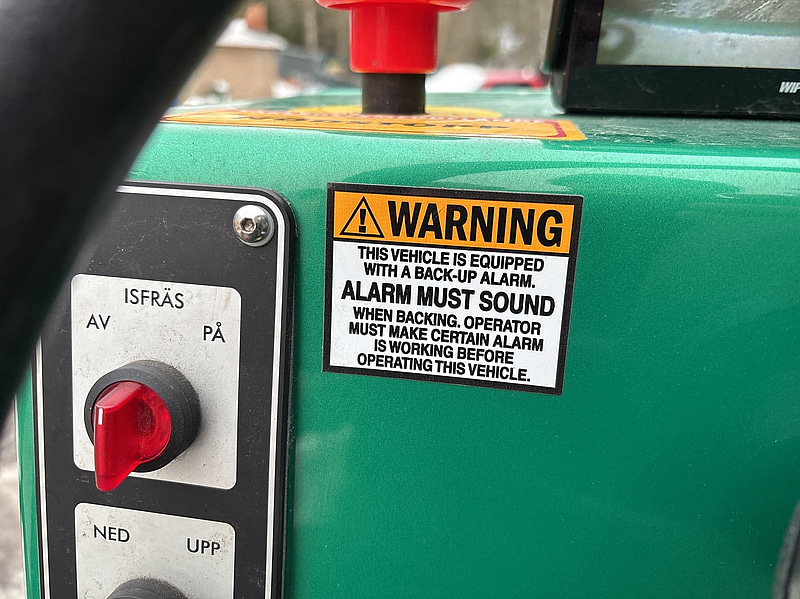 WARNING
THIS VEHICLE IS EQUIPPED
WITH A BACK-UP ALARM.
ALARM MUST SOUND
WHEN BACKING. OPERATOR
MUST MAKE CERTAIN ALARM
IS WORKING BEFORE
OPERATING THIS VEHICLE.
ISFRÄS
AV PÅ
NED UPP